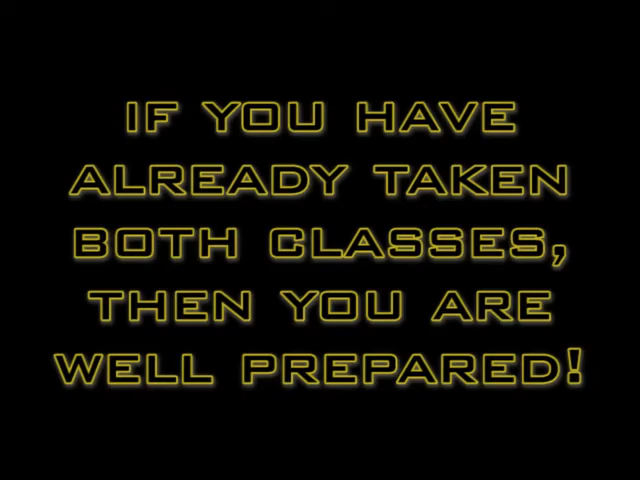 IF YOU HAVE
ALREADY TAKEN
BOTH CLASSES,
THEN YOU ARE
WELL PREPARED!